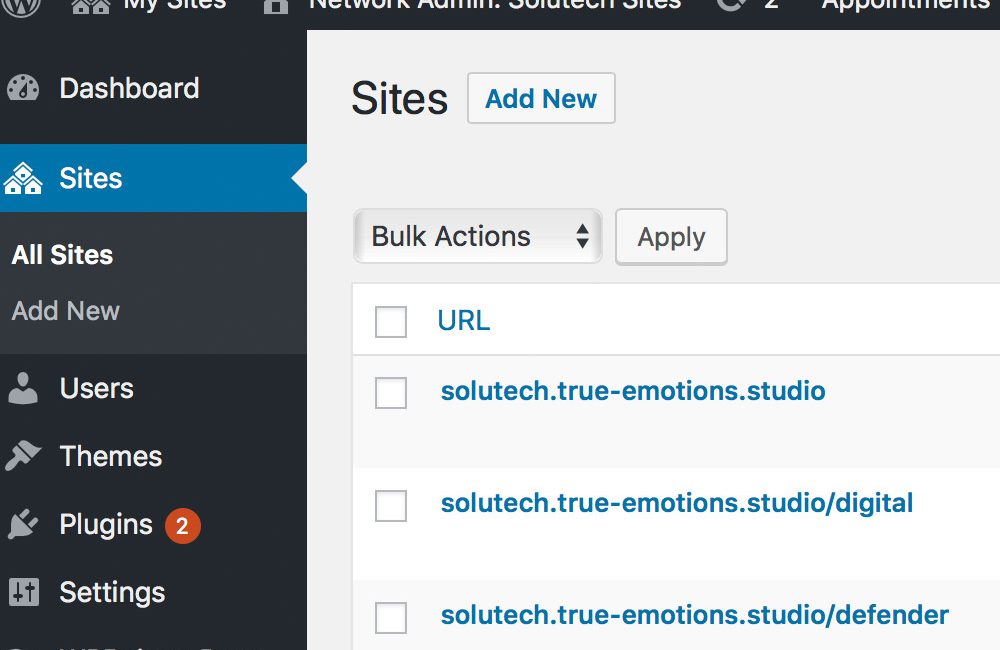 My Sites Network Admin: Solutech Sites 2 Appointments
Dashboard
Sites
All Sites
Add New
Users
Themes
Plugins 2
Settings
Sites Add New
Bulk Actions Apply
URL
solutech.true-emotions.studio
solutech.true-emotions.studio/digital
solutech.true-emotions.studio/defender